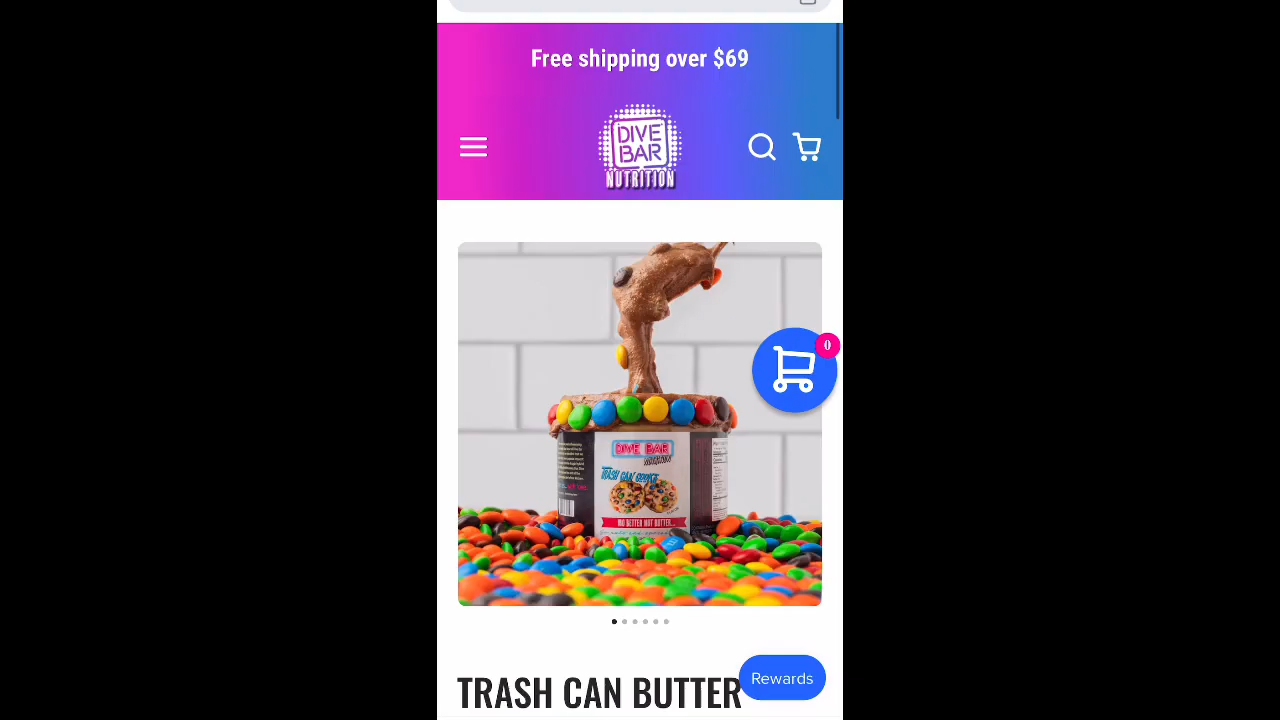 Free shipping over $69
DIVE
BAR
NUTRITION
0
DIVE BAR
TRASH CAN COOKIE
NO BETTER NUT BUTTER...
TRASH CAN BUTTER
Rewards